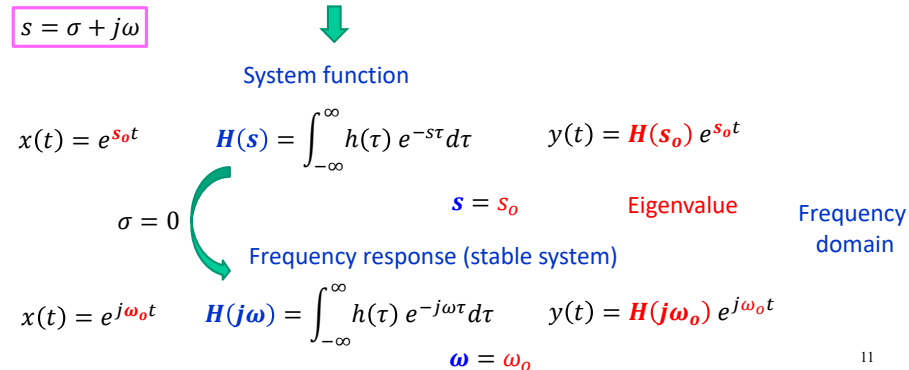 s = σ + jω
System function
x(t) = e^{s_o t} H(s) = ∫_{-∞}^{∞} h(τ) e^{-sτ} dτ y(t) = H(s_o) e^{s_o t}
s = s_o Eigenvalue
σ = 0
Frequency domain
Frequency response (stable system)
x(t) = e^{jω_o t} H(jω) = ∫_{-∞}^{∞} h(τ) e^{-jωτ} dτ y(t) = H(jω_o) e^{jω_o t}
ω = ω_o
11